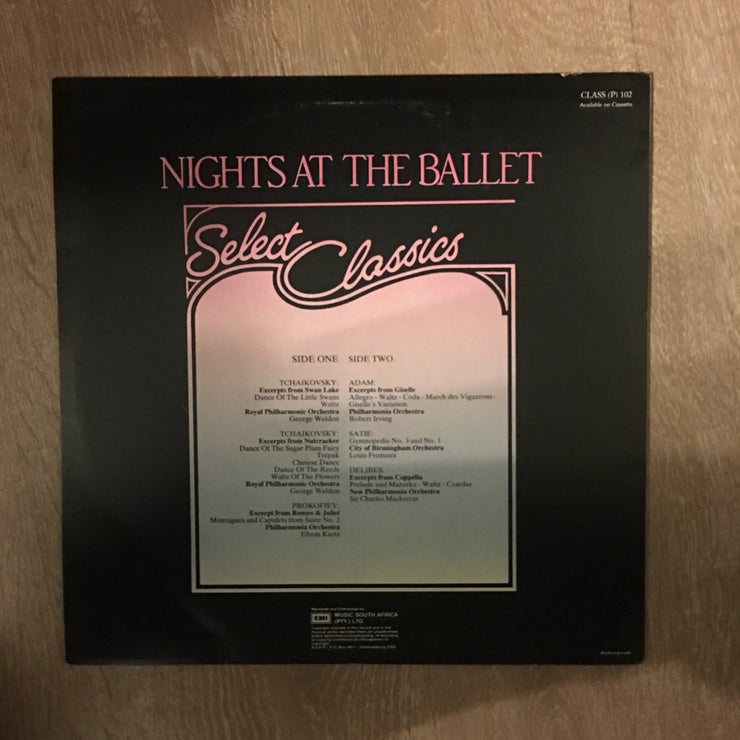 CLASS (P) 102
Available on Cassette
NIGHTS AT THE BALLET
Select Classics
SIDE ONE
TCHAIKOVSKY:
Excerpts from Swan Lake
Dance Of The Little Swans
Waltz
Royal Philharmonic Orchestra
George Weldon
TCHAIKOVSKY:
Excerpts from Nutcracker
Dance Of The Sugar Plum Fairy
Trepak
Chinese Dance
Dance Of The Reeds
Waltz Of The Flowers
Royal Philharmonic Orchestra
George Weldon
PROKOFIEV:
Excerpt from Romeo & Juliet
Montagues and Capulets from Suite No. 2
Philharmonia Orchestra
Efrem Kurtz
SIDE TWO
ADAM:
Excerpts from Giselle
Allegro - Waltz - Coda - March des Viguerons -
Giselle's Variation
Philharmonia Orchestra
Robert Irving
SATIE:
Gymnopedie No. 3 and No. 1
City of Birmingham Orchestra
Louis Fremaux
DELIBES:
Excerpts from Coppélia
Prelude and Mazurka - Waltz - Czardas
New Philharmonia Orchestra
Sir Charles Mackerras
Marketed and Distributed by
EMI MUSIC SOUTH AFRICA
(PTY.) LTD.